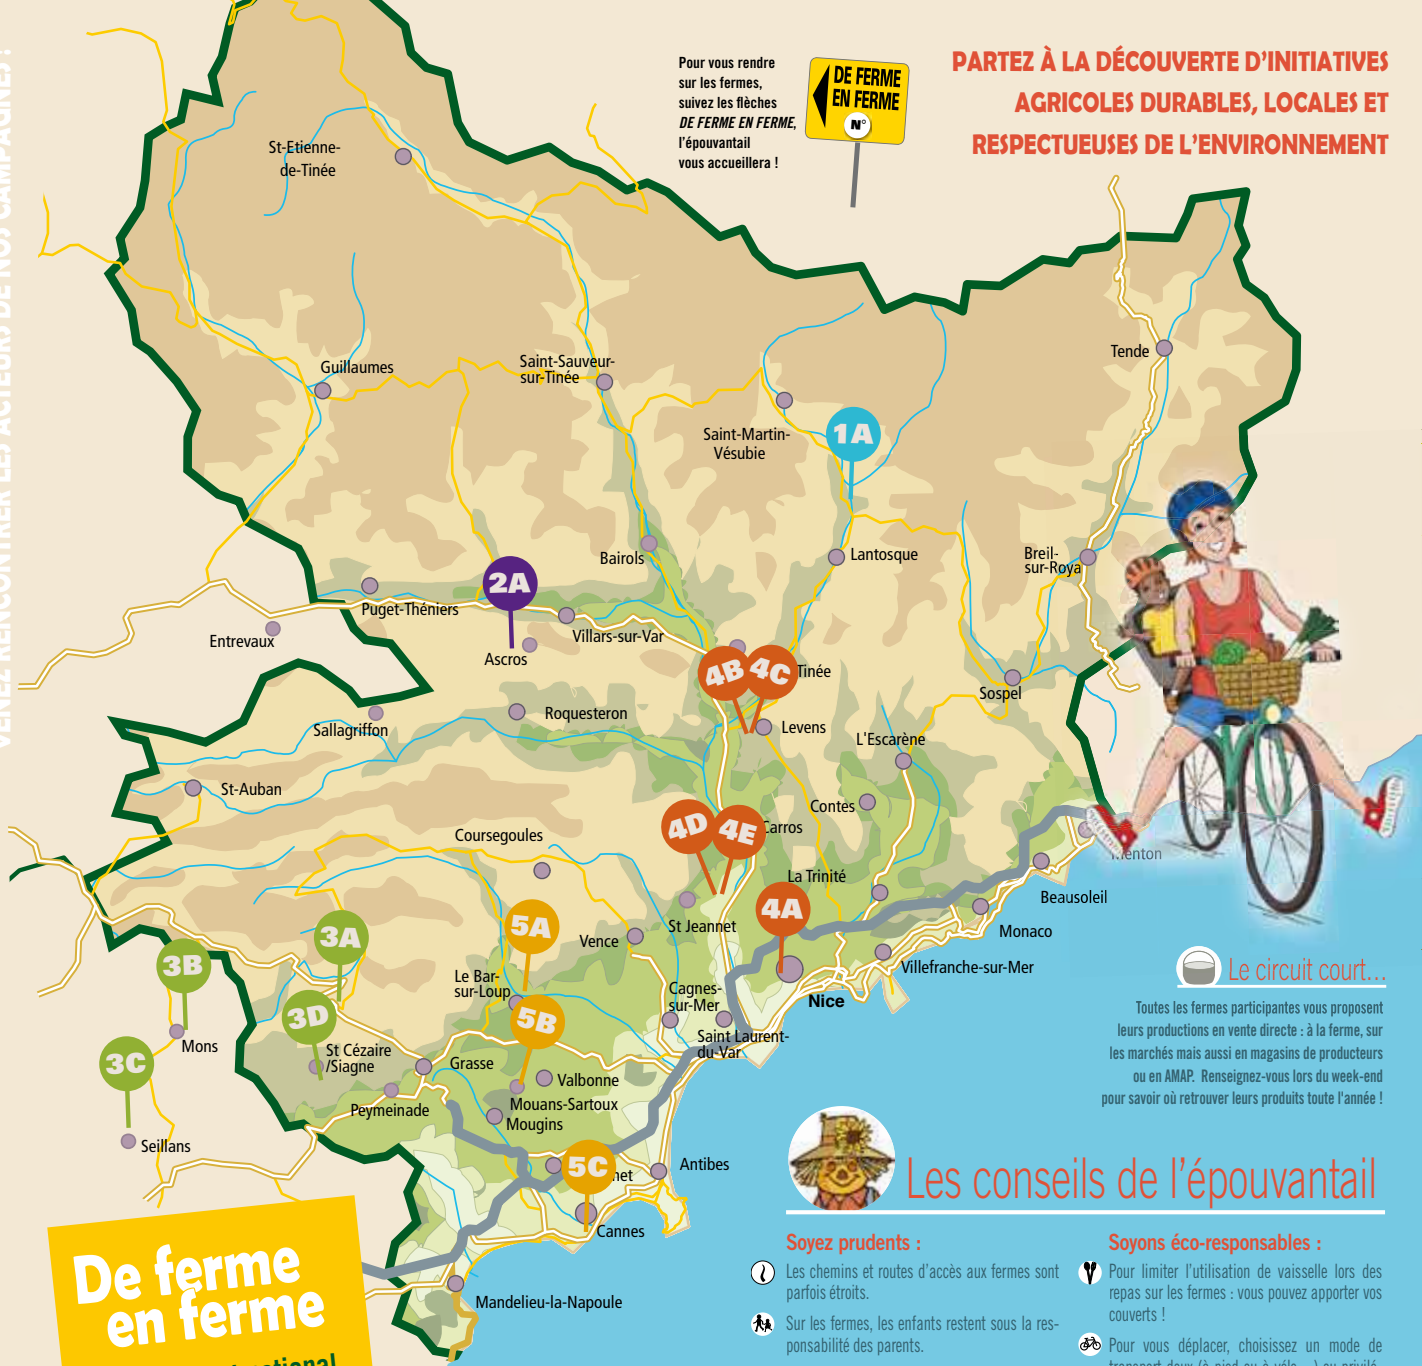 VENEZ RENCONTRER LES ACTEURS DE NOS CAMPAGNES !
Pour vous rendre
sur les fermes,
suivez les flèches
DE FERME EN FERME,
l'épouvantail
vous accueillera !
DE FERME
EN FERME
N°
PARTEZ À LA DÉCOUVERTE D'INITIATIVES
AGRICOLES DURABLES, LOCALES ET
RESPECTUEUSES DE L'ENVIRONNEMENT
St-Etienne-
de-Tinée
Guillaumes
Saint-Sauveur-
sur-Tinée
Tende
Saint-Martin-
Vésubie
1A
Bairols
Lantosque
Breil-
sur-Roya
2A
Puget-Théniers
Entrevaux
Villars-sur-Var
Ascros
4B
4C
Tinée
Sospel
Sallagriffon
Roquesteron
Levens
L'Escarène
St-Auban
Contes
Coursegoules
4D
4E
Carros
Menton
La Trinité
Beausoleil
4A
5A
3A
St Jeannet
Vence
Monaco
3B
Le Bar-
sur-Loup
Cagnes-
sur-Mer
Villefranche-sur-Mer
Nice
3D
5B
Saint Laurent-
du-Var
Mons
St Cézaire
/Siagne
3C
Grasse
Valbonne
Peymeinade
Mouans-Sartoux
Mougins
Seillans
5C
net
Antibes
Cannes
Mandelieu-la-Napoule
Le circuit court...
Toutes les fermes participantes vous proposent
leurs productions en vente directe : à la ferme, sur
les marchés mais aussi en magasins de producteurs
ou en AMAP. Renseignez-vous lors du week-end
pour savoir où retrouver leurs produits toute l'année !
Les conseils de l'épouvantail
Soyez prudents :
Les chemins et routes d'accès aux fermes sont
parfois étroits.
Sur les fermes, les enfants restent sous la res-
ponsabilité des parents.
Soyons éco-responsables :
Pour limiter l'utilisation de vaisselle lors des
repas sur les fermes : vous pouvez apporter vos
couverts !
Pour vous déplacer, choisissez un mode de
De ferme
en ferme